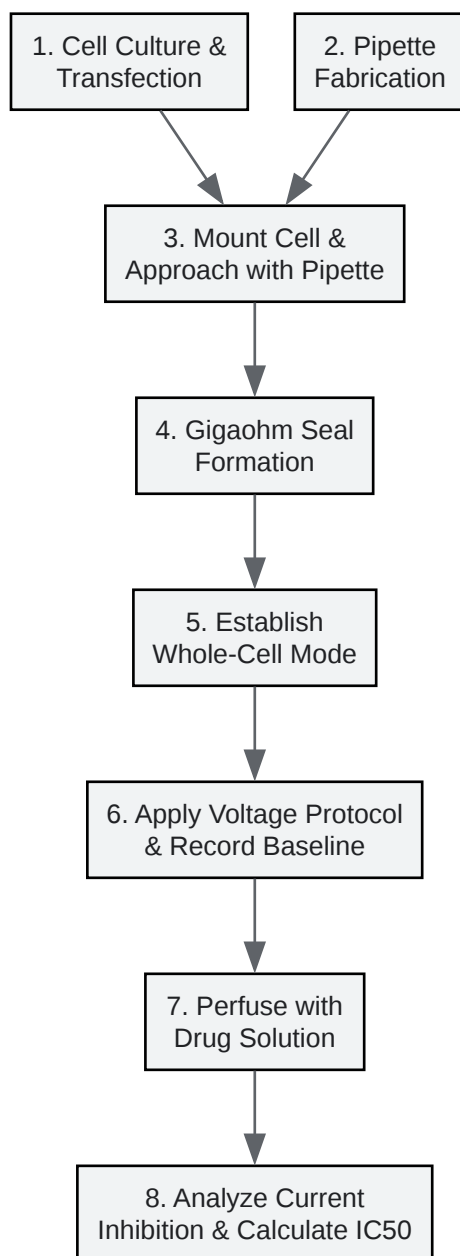 1. Cell Culture &
Transfection
2. Pipette
Fabrication
3. Mount Cell &
Approach with Pipette
4. Gigaohm Seal
Formation
5. Establish
Whole-Cell Mode
6. Apply Voltage Protocol
& Record Baseline
7. Perfuse with
Drug Solution
8. Analyze Current
Inhibition & Calculate IC50